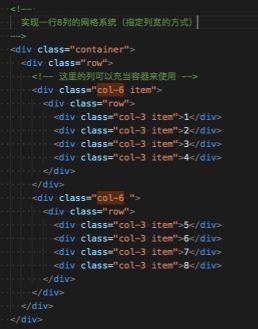 <!--
实现一行8列的网格系统（指定列宽的方式）
-->
<div class="container">
<div class="row">
<!-- 这里的列可以充当容器来使用 -->
<div class="col-6 item">
<div class="row">
<div class="col-3 item">1</div>
<div class="col-3 item">2</div>
<div class="col-3 item">3</div>
<div class="col-3 item">4</div>
</div>
</div>
<div class="col-6 ">
<div class="row">
<div class="col-3 item">5</div>
<div class="col-3 item">6</div>
<div class="col-3 item">7</div>
<div class="col-3 item">8</div>
</div>
</div>
</div>
</div>